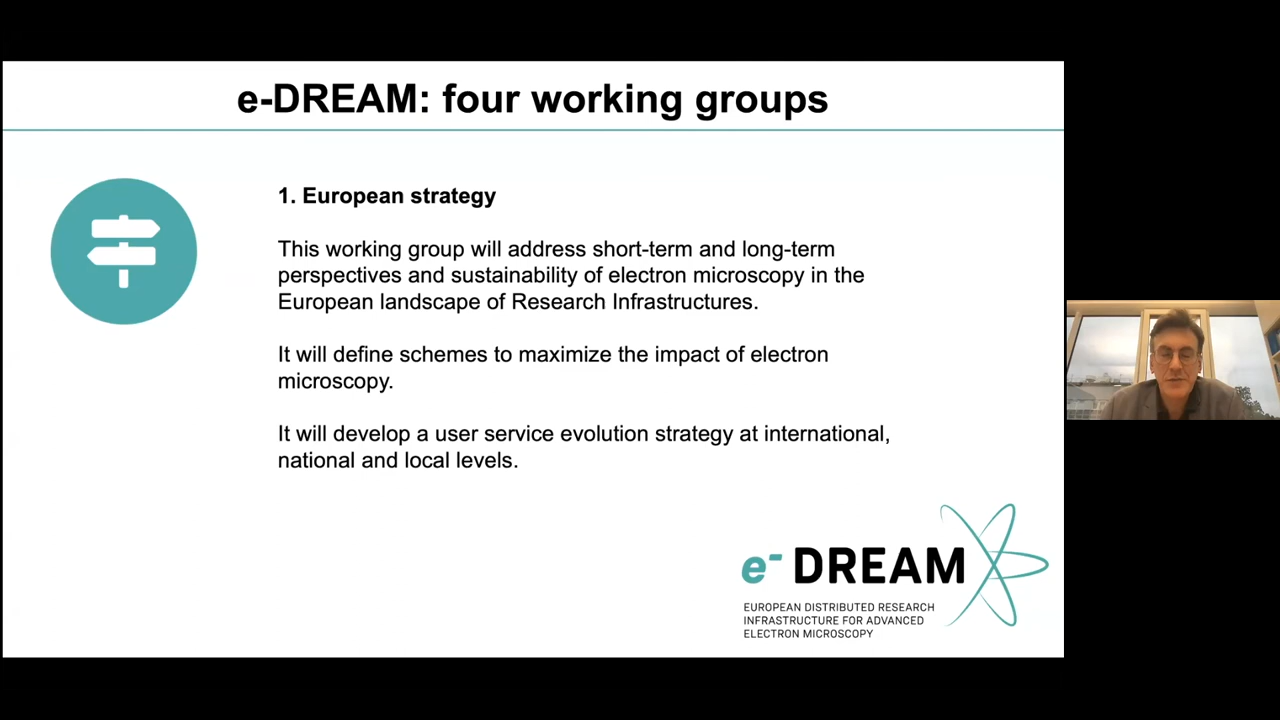 e-DREAM: four working groups
1. European strategy
This working group will address short-term and long-term
perspectives and sustainability of electron microscopy in the
European landscape of Research Infrastructures.
It will define schemes to maximize the impact of electron
microscopy.
It will develop a user service evolution strategy at international,
national and local levels.
e- DREAM
EUROPEAN DISTRIBUTED RESEARCH
INFRASTRUCTURE FOR ADVANCED
ELECTRON MICROSCOPY